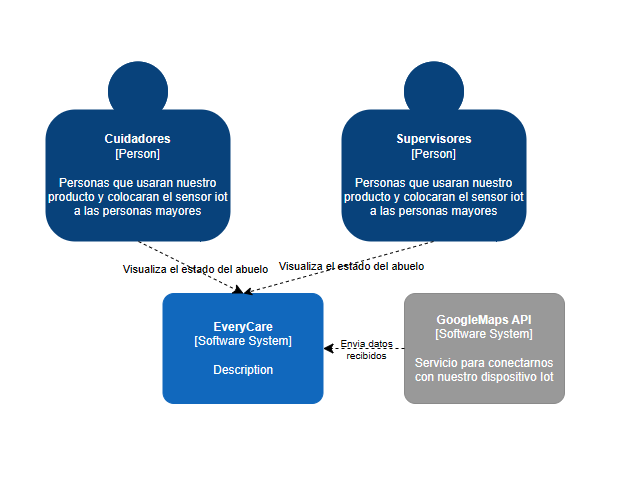 Cuidadores
[Person]
Personas que usaran nuestro
producto y colocaran el sensor iot
a las personas mayores
Supervisores
[Person]
Personas que usaran nuestro
producto y colocaran el sensor iot
a las personas mayores
Visualiza el estado del abuelo
Visualiza el estado del abuelo
EveryCare
[Software System]
Description
Envia datos
recibidos
GoogleMaps API
[Software System]
Servicio para conectarnos
con nuestro dispositivo Iot